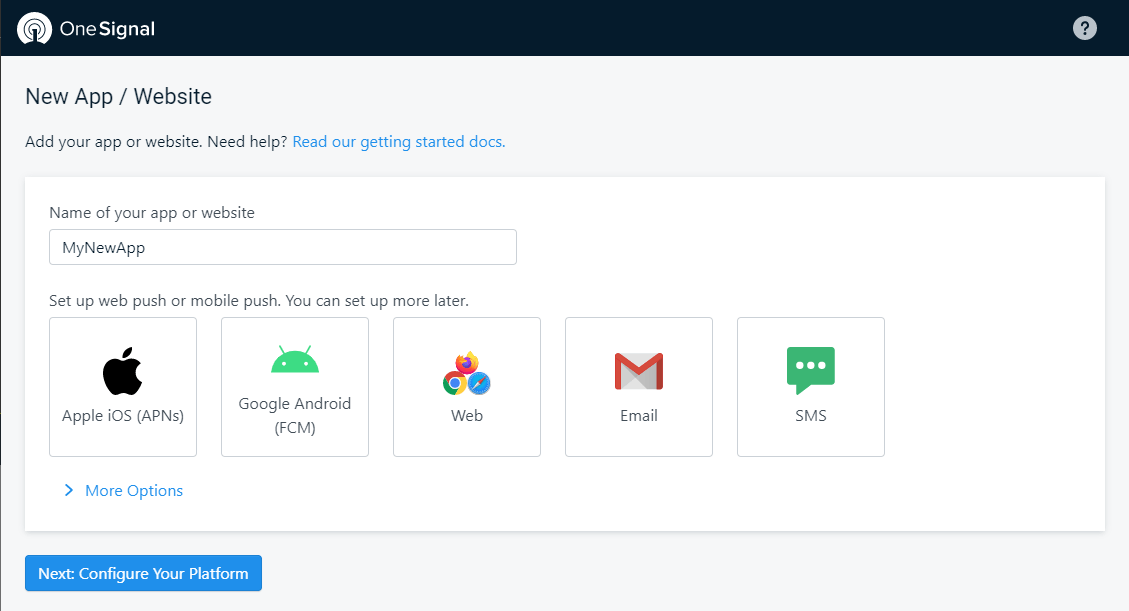 OneSignal
?
New App / Website
Add your app or website. Need help? Read our getting started docs.
Name of your app or website
MyNewApp
Set up web push or mobile push. You can set up more later.
Apple iOS (APNs)
Google Android
(FCM)
Web
Email
SMS
More Options
Next: Configure Your Platform